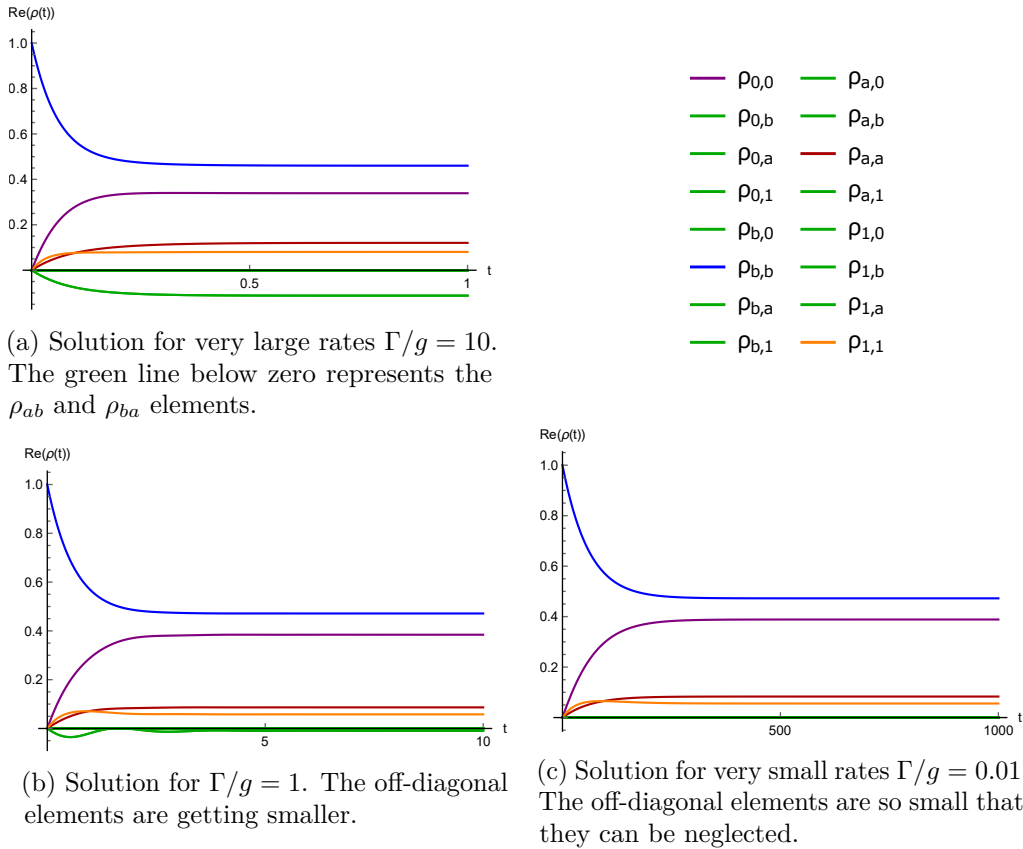 Re(ρ(t))
1.0
0.8
0.6
0.4
0.2
0.5
1
t
(a) Solution for very large rates Γ/g = 10.
The green line below zero represents the
ρab and ρba elements.
ρ0,0 ρa,0
ρ0,b ρa,b
ρ0,a ρa,a
ρ0,1 ρa,1
ρb,0 ρ1,0
ρb,b ρ1,b
ρb,a ρ1,a
ρb,1 ρ1,1
Re(ρ(t))
1.0
0.8
0.6
0.4
0.2
5
10
t
(b) Solution for Γ/g = 1. The off-diagonal
elements are getting smaller.
Re(ρ(t))
1.0
0.8
0.6
0.4
0.2
500
1000
t
(c) Solution for very small rates Γ/g = 0.01
The off-diagonal elements are so small that
they can be neglected.